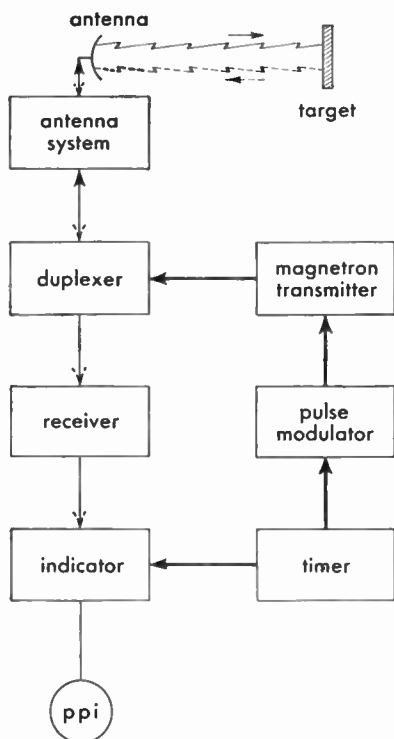 antenna
target
antenna
system
duplexer
magnetron
transmitter
receiver
pulse
modulator
indicator
timer
ppi